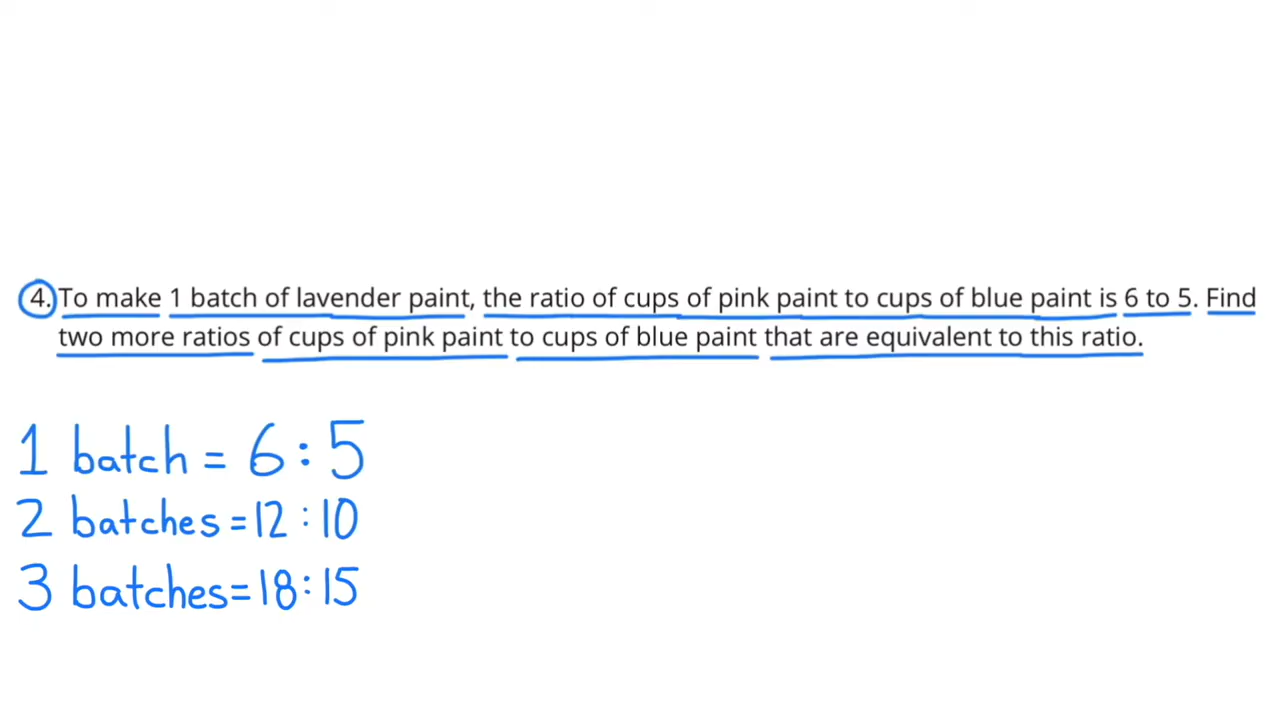 4. To make 1 batch of lavender paint, the ratio of cups of pink paint to cups of blue paint is 6 to 5. Find
two more ratios of cups of pink paint to cups of blue paint that are equivalent to this ratio.
1 batch = 6 : 5
2 batches = 12 : 10
3 batches = 18 : 15